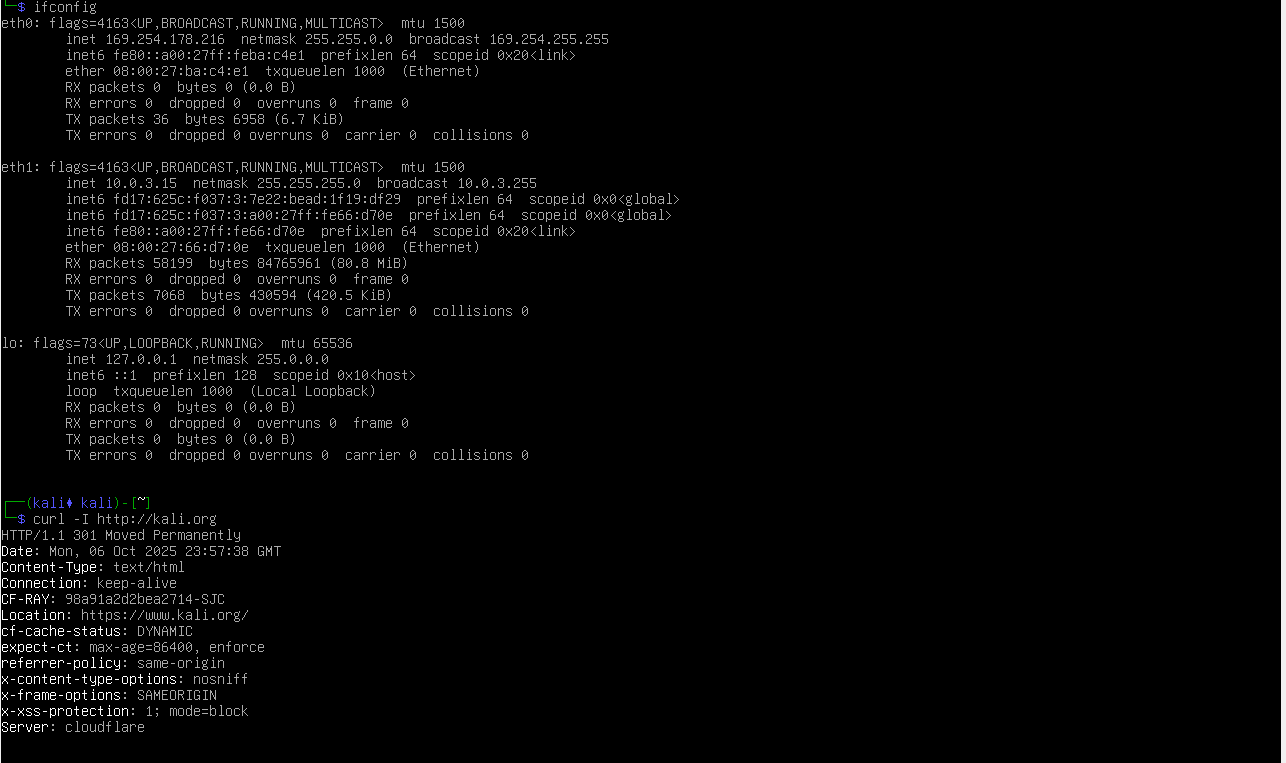 └─$ ifconfig
eth0: flags=4163<UP,BROADCAST,RUNNING,MULTICAST>  mtu 1500
        inet 169.254.178.216  netmask 255.255.0.0  broadcast 169.254.255.255
        inet6 fe80::a00:27ff:feba:c4e1  prefixlen 64  scopeid 0x20<link>
        ether 08:00:27:ba:c4:e1  txqueuelen 1000  (Ethernet)
        RX packets 0  bytes 0 (0.0 B)
        RX errors 0  dropped 0  overruns 0  frame 0
        TX packets 36  bytes 6958 (6.7 KiB)
        TX errors 0  dropped 0 overruns 0  carrier 0  collisions 0

eth1: flags=4163<UP,BROADCAST,RUNNING,MULTICAST>  mtu 1500
        inet 10.0.3.15  netmask 255.255.255.0  broadcast 10.0.3.255
        inet6 fd17:625c:f037:3:7e22:bead:1f19:df29  prefixlen 64  scopeid 0x0<global>
        inet6 fd17:625c:f037:3:a00:27ff:fe66:d70e  prefixlen 64  scopeid 0x0<global>
        inet6 fe80::a00:27ff:fe66:d70e  prefixlen 64  scopeid 0x20<link>
        ether 08:00:27:66:d7:0e  txqueuelen 1000  (Ethernet)
        RX packets 58199  bytes 84765961 (80.8 MiB)
        RX errors 0  dropped 0  overruns 0  frame 0
        TX packets 7068  bytes 430594 (420.5 KiB)
        TX errors 0  dropped 0 overruns 0  carrier 0  collisions 0

lo: flags=73<UP,LOOPBACK,RUNNING>  mtu 65536
        inet 127.0.0.1  netmask 255.0.0.0
        inet6 ::1  prefixlen 128  scopeid 0x10<host>
        loop  txqueuelen 1000  (Local Loopback)
        RX packets 0  bytes 0 (0.0 B)
        RX errors 0  dropped 0  overruns 0  frame 0
        TX packets 0  bytes 0 (0.0 B)
        TX errors 0  dropped 0 overruns 0  carrier 0  collisions 0

┌──(kali♦ kali)-[~]
└─$ curl -I http://kali.org
HTTP/1.1 301 Moved Permanently
Date: Mon, 06 Oct 2025 23:57:38 GMT
Content-Type: text/html
Connection: keep-alive
CF-RAY: 98a91a2d2bea2714-SJC
Location: https://www.kali.org/
cf-cache-status: DYNAMIC
expect-ct: max-age=86400, enforce
referrer-policy: same-origin
x-content-type-options: nosniff
x-frame-options: SAMEORIGIN
x-xss-protection: 1; mode=block
Server: cloudflare